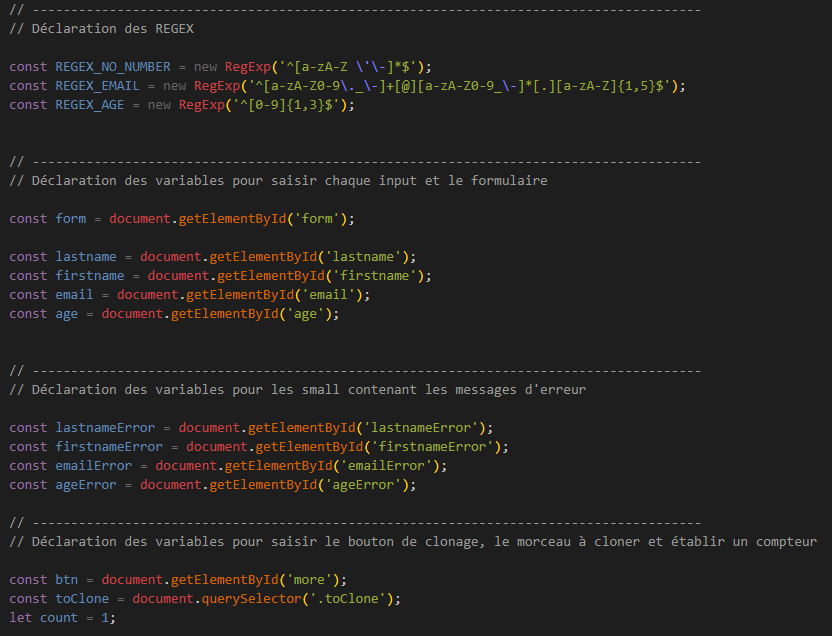 // ---------------------------------------------------------------------------------------
// Déclaration des REGEX
const REGEX_NO_NUMBER = new RegExp('^[a-zA-Z \'\-]*$');
const REGEX_EMAIL = new RegExp('^[a-zA-Z0-9\._\-]+[@][a-zA-Z0-9_\-]*[.][a-zA-Z]{1,5}$');
const REGEX_AGE = new RegExp('^[0-9]{1,3}$');
// ---------------------------------------------------------------------------------------
// Déclaration des variables pour saisir chaque input et le formulaire
const form = document.getElementById('form');
const lastname = document.getElementById('lastname');
const firstname = document.getElementById('firstname');
const email = document.getElementById('email');
const age = document.getElementById('age');
// ---------------------------------------------------------------------------------------
// Déclaration des variables pour les small contenant les messages d'erreur
const lastnameError = document.getElementById('lastnameError');
const firstnameError = document.getElementById('firstnameError');
const emailError = document.getElementById('emailError');
const ageError = document.getElementById('ageError');
// ---------------------------------------------------------------------------------------
// Déclaration des variables pour saisir le bouton de clonage, le morceau à cloner et établir un compteur
const btn = document.getElementById('more');
const toClone = document.querySelector('.toClone');
let count = 1;